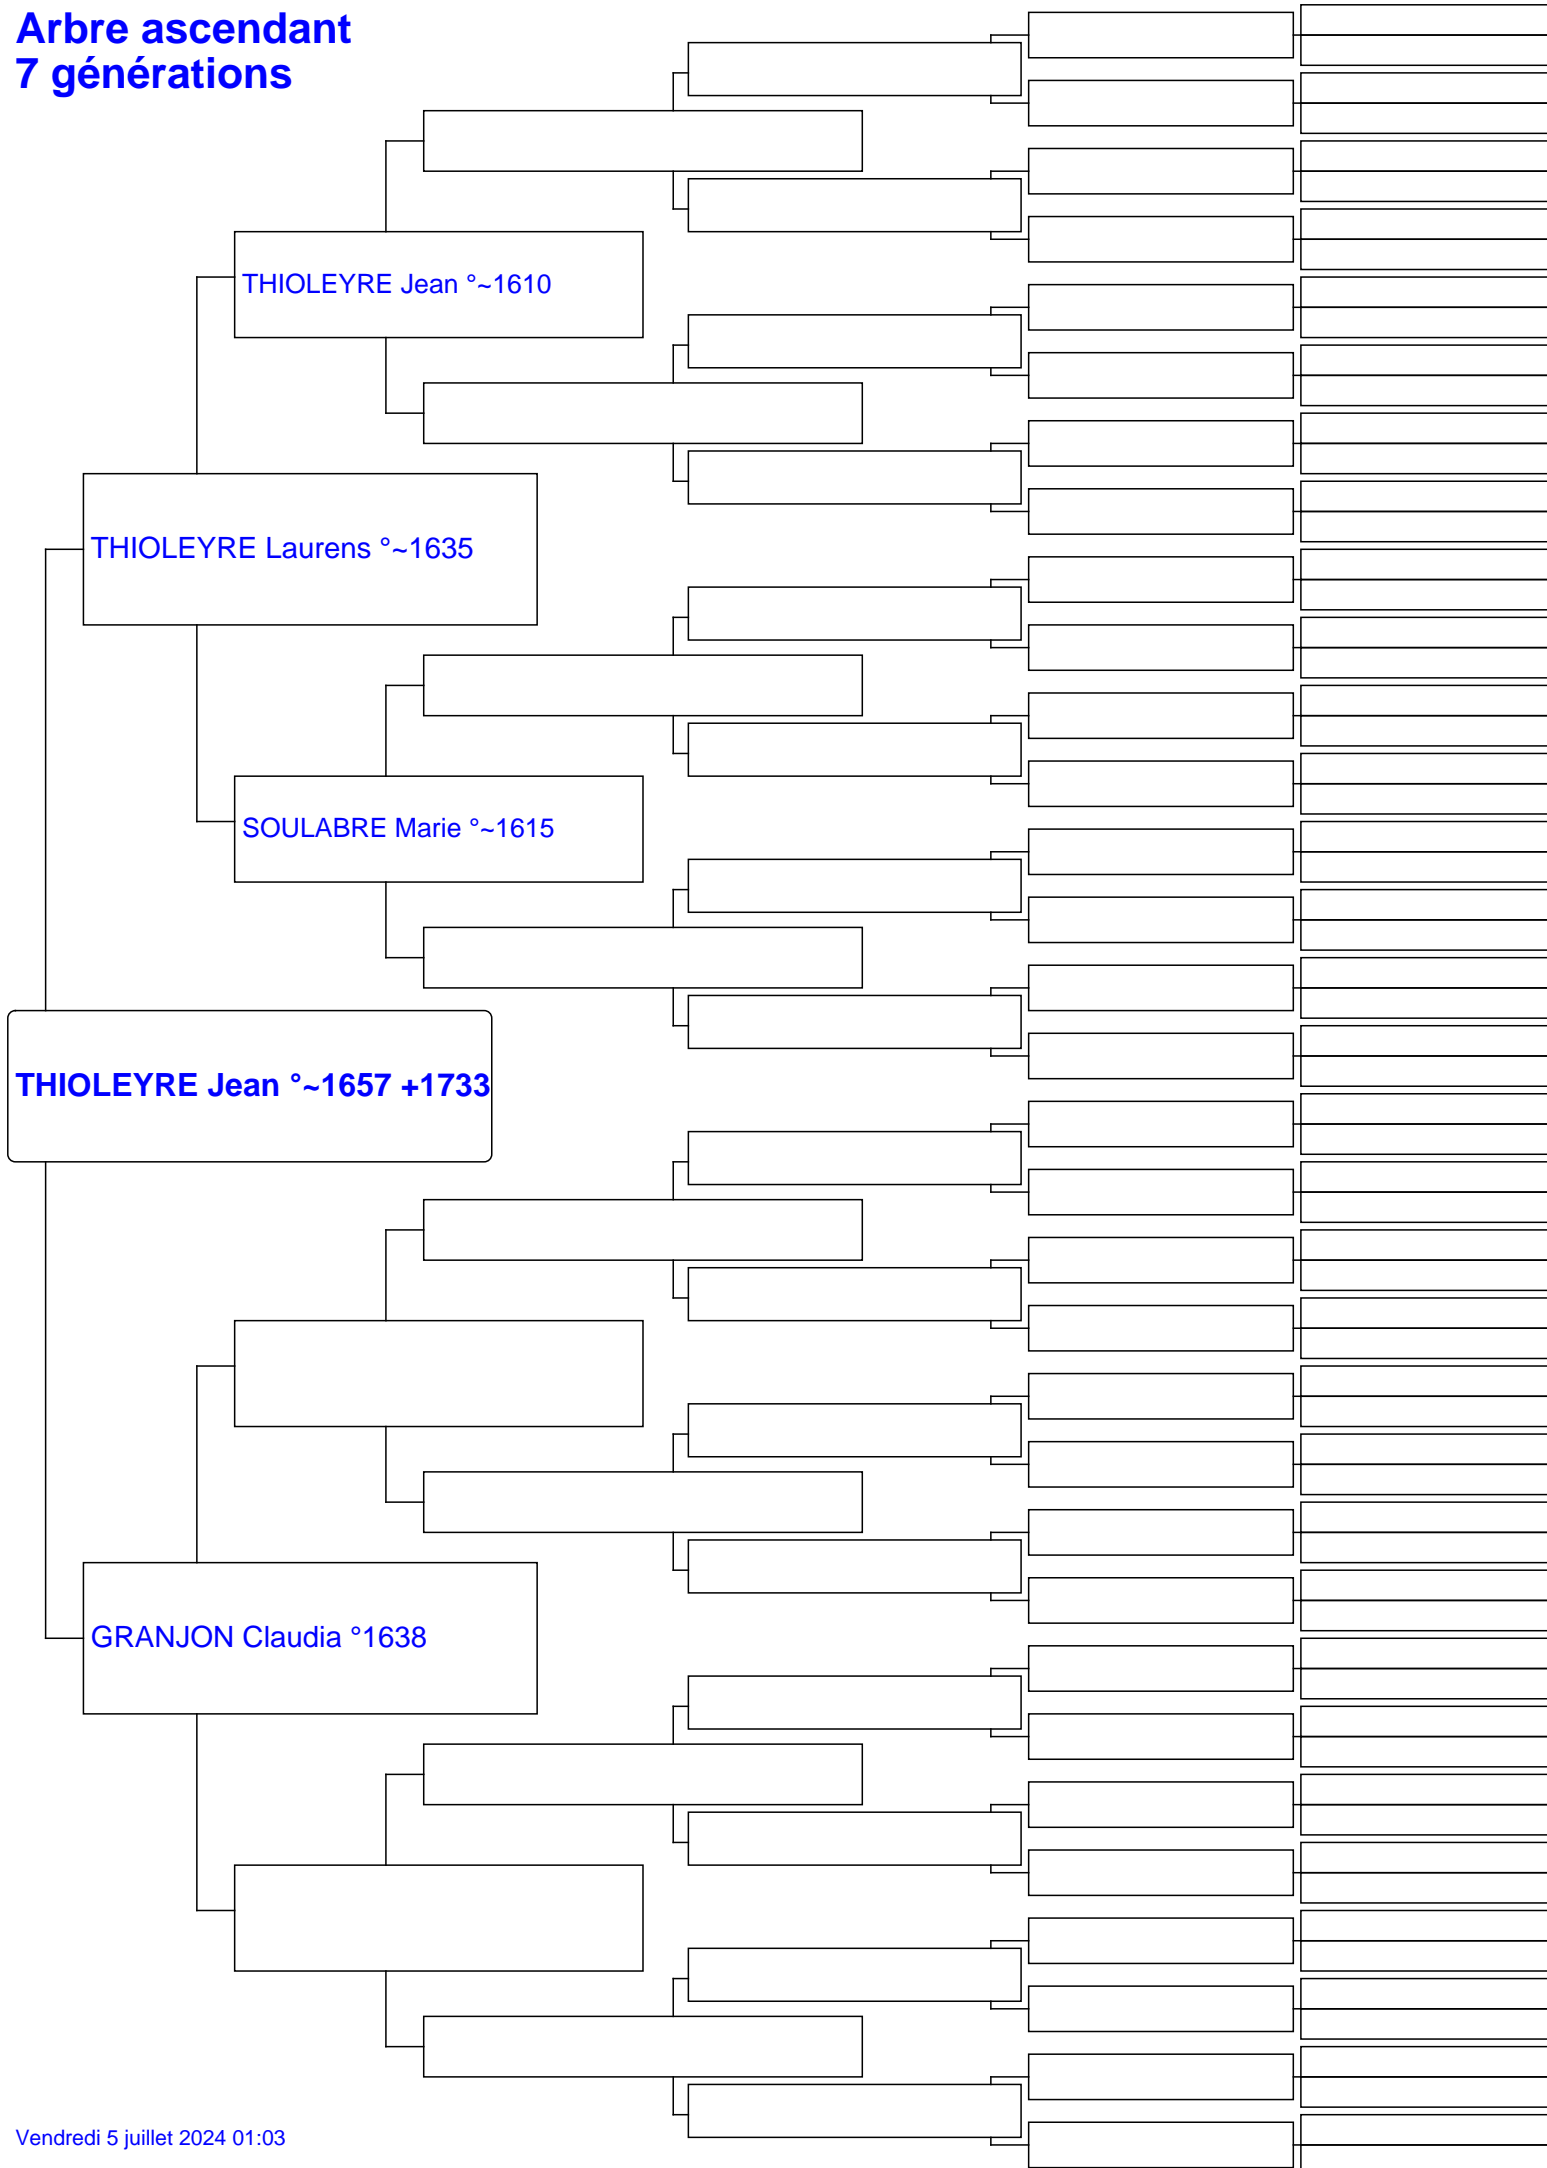 Arbre ascendant
7 générations
THIOLEYRE Jean °~1610
THIOLEYRE Laurens °~1635
SOULABRE Marie °~1615
THIOLEYRE Jean °~1657 +1733
GRANJON Claudia °1638
Vendredi 5 juillet 2024 01:03